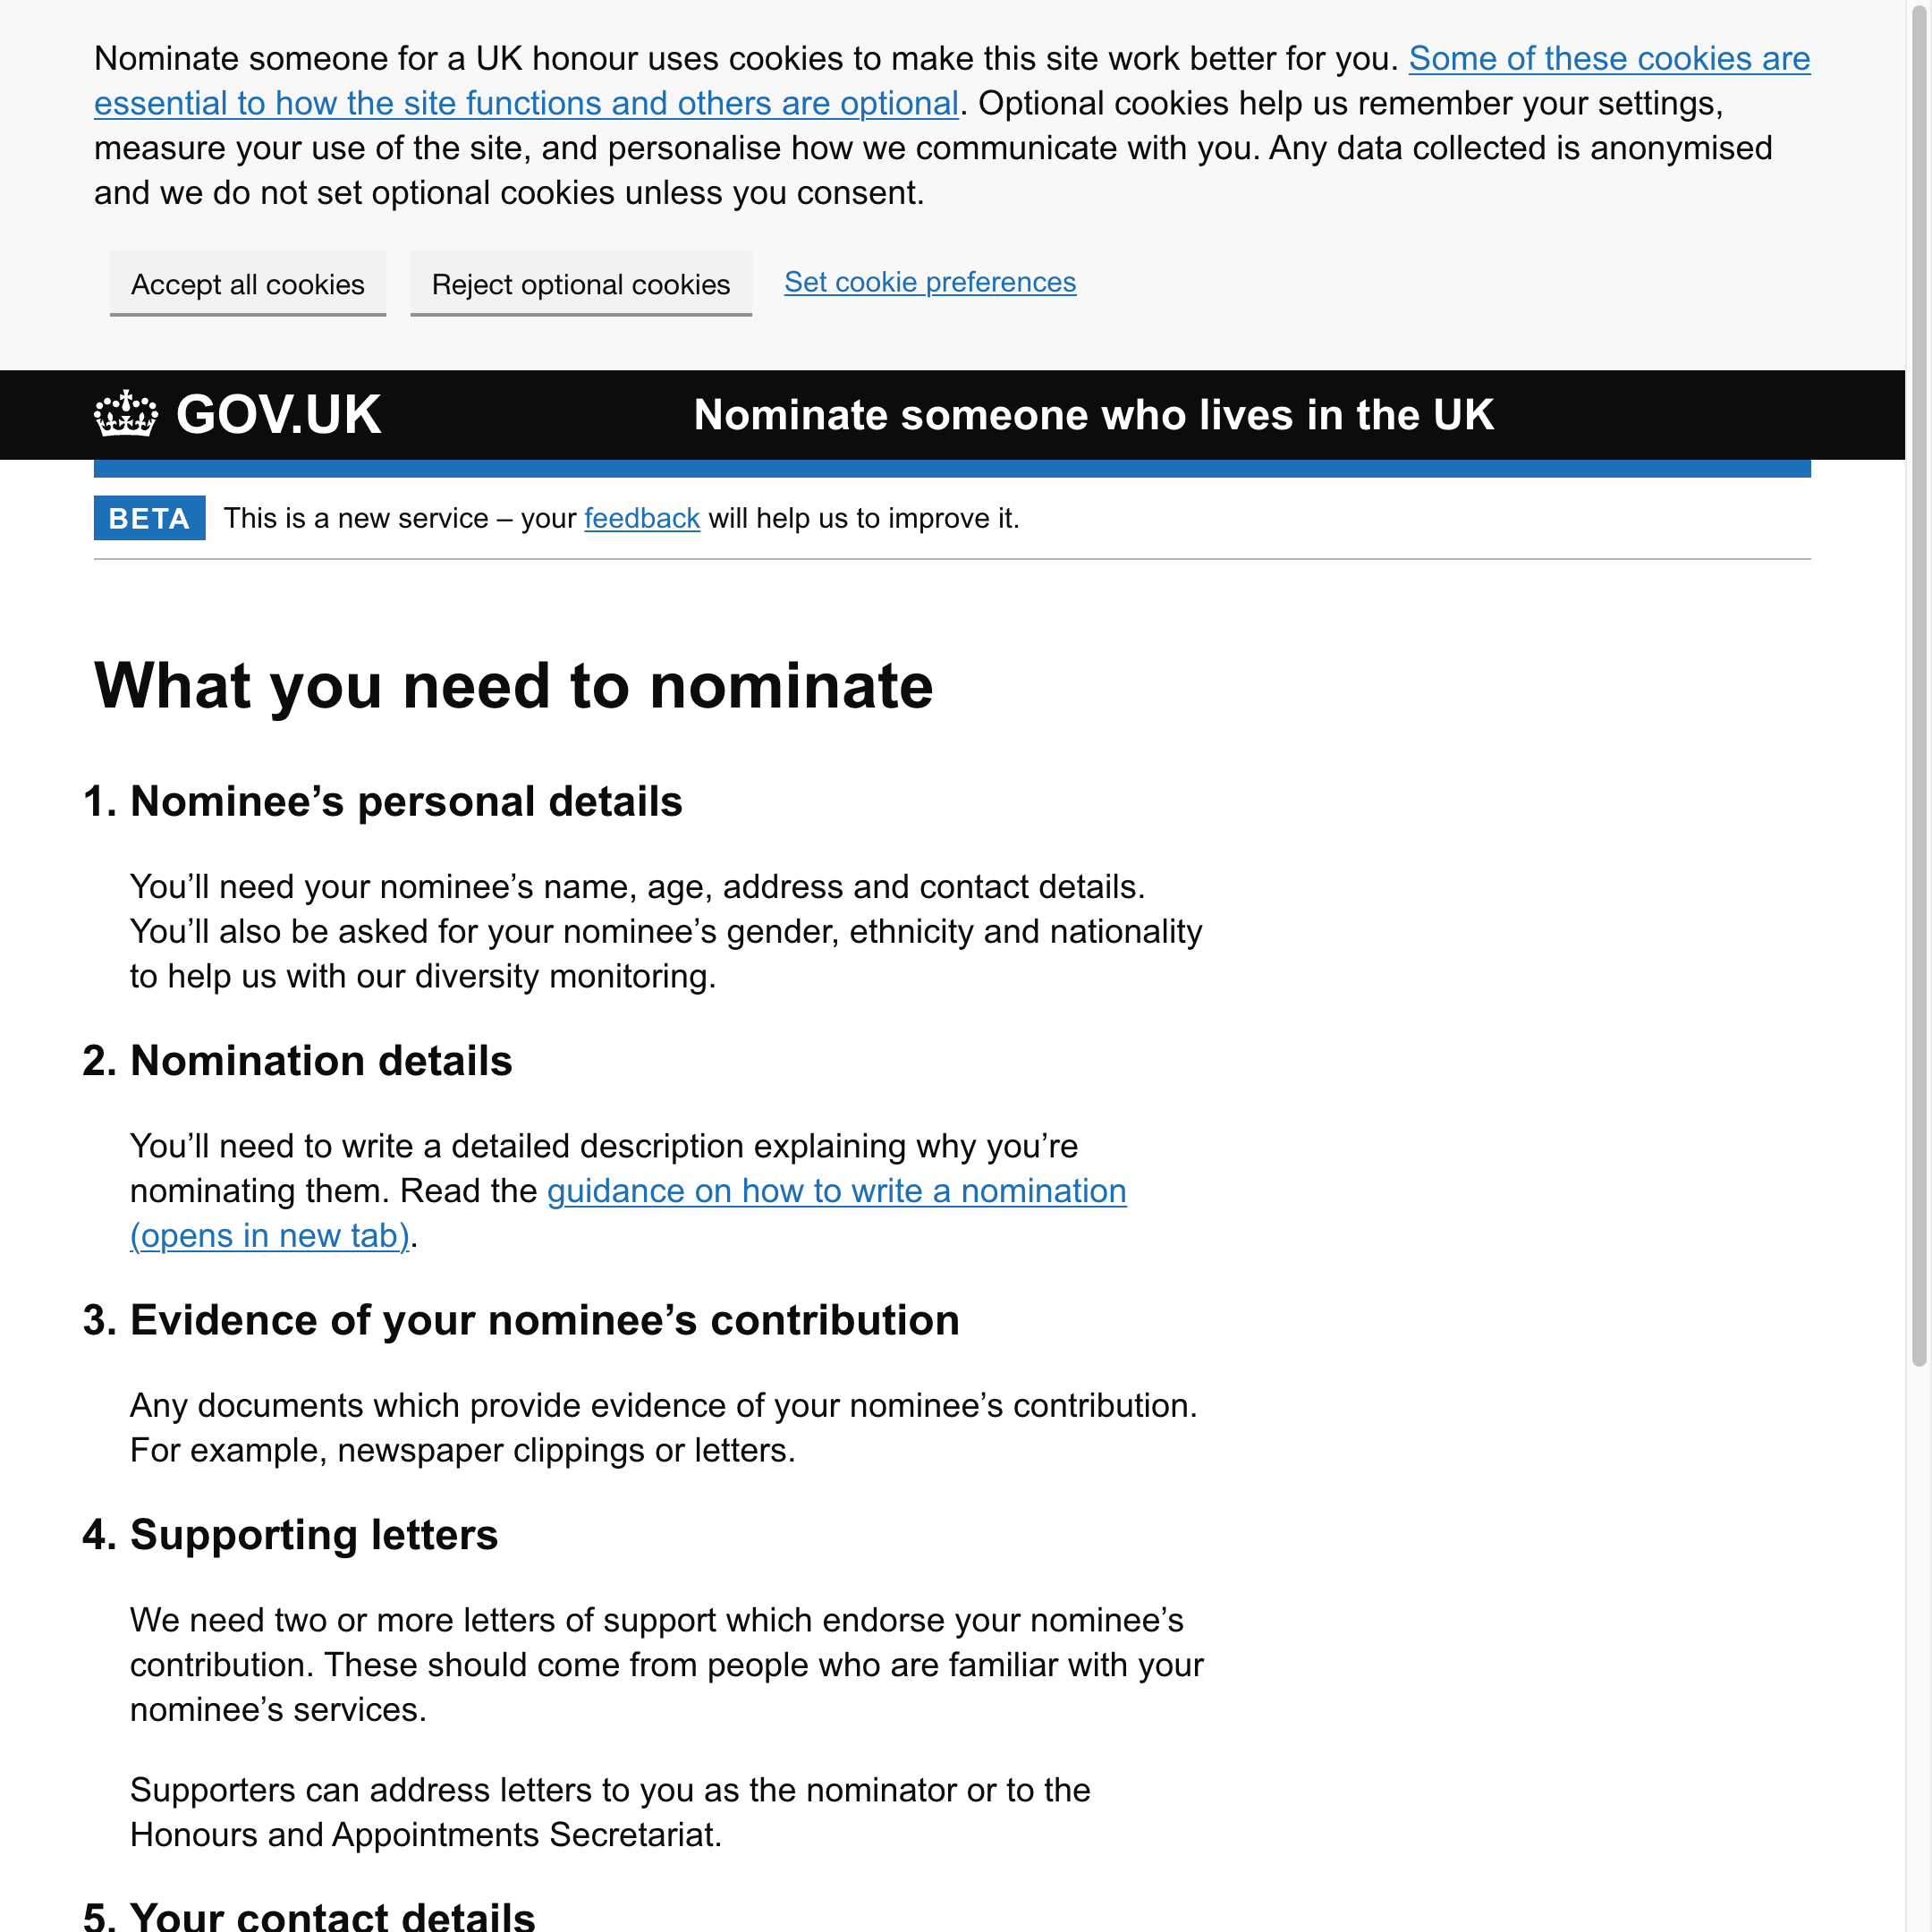 Nominate someone for a UK honour uses cookies to make this site work better for you. Some of these cookies are
essential to how the site functions and others are optional. Optional cookies help us remember your settings,
measure your use of the site, and personalise how we communicate with you. Any data collected is anonymised
and we do not set optional cookies unless you consent.
Accept all cookies Reject optional cookies Set cookie preferences
GOV.UK Nominate someone who lives in the UK
BETA This is a new service – your feedback will help us to improve it.
What you need to nominate
1. Nominee’s personal details
You’ll need your nominee’s name, age, address and contact details.
You’ll also be asked for your nominee’s gender, ethnicity and nationality
to help us with our diversity monitoring.
2. Nomination details
You’ll need to write a detailed description explaining why you’re
nominating them. Read the guidance on how to write a nomination
(opens in new tab).
3. Evidence of your nominee’s contribution
Any documents which provide evidence of your nominee’s contribution.
For example, newspaper clippings or letters.
4. Supporting letters
We need two or more letters of support which endorse your nominee’s
contribution. These should come from people who are familiar with your
nominee’s services.
Supporters can address letters to you as the nominator or to the
Honours and Appointments Secretariat.
5. Your contact details